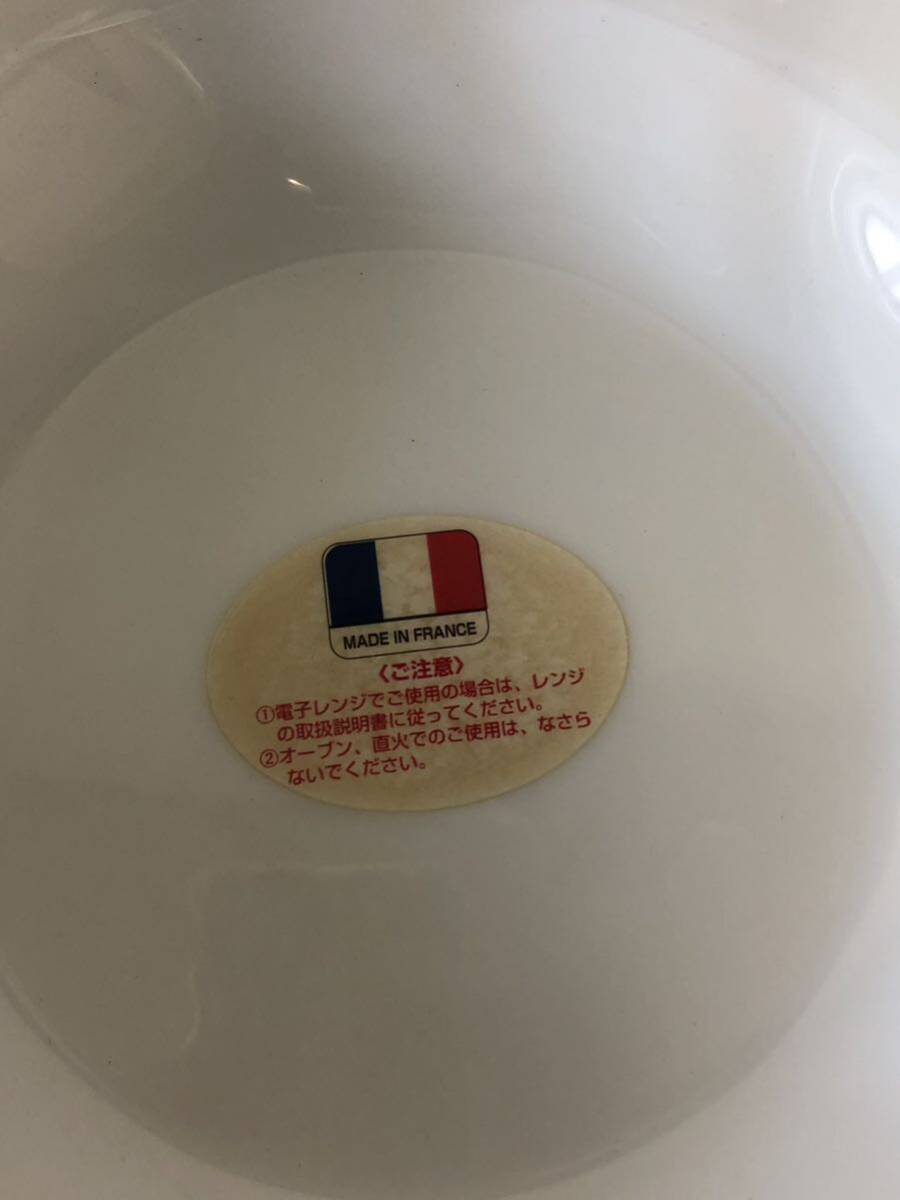 MADE IN FRANCE
〈ご注意〉
①電子レンジでご使用の場合は、レンジ
の取扱説明書に従ってください。
②オーブン、直火でのご使用は、なさら
ないでください。